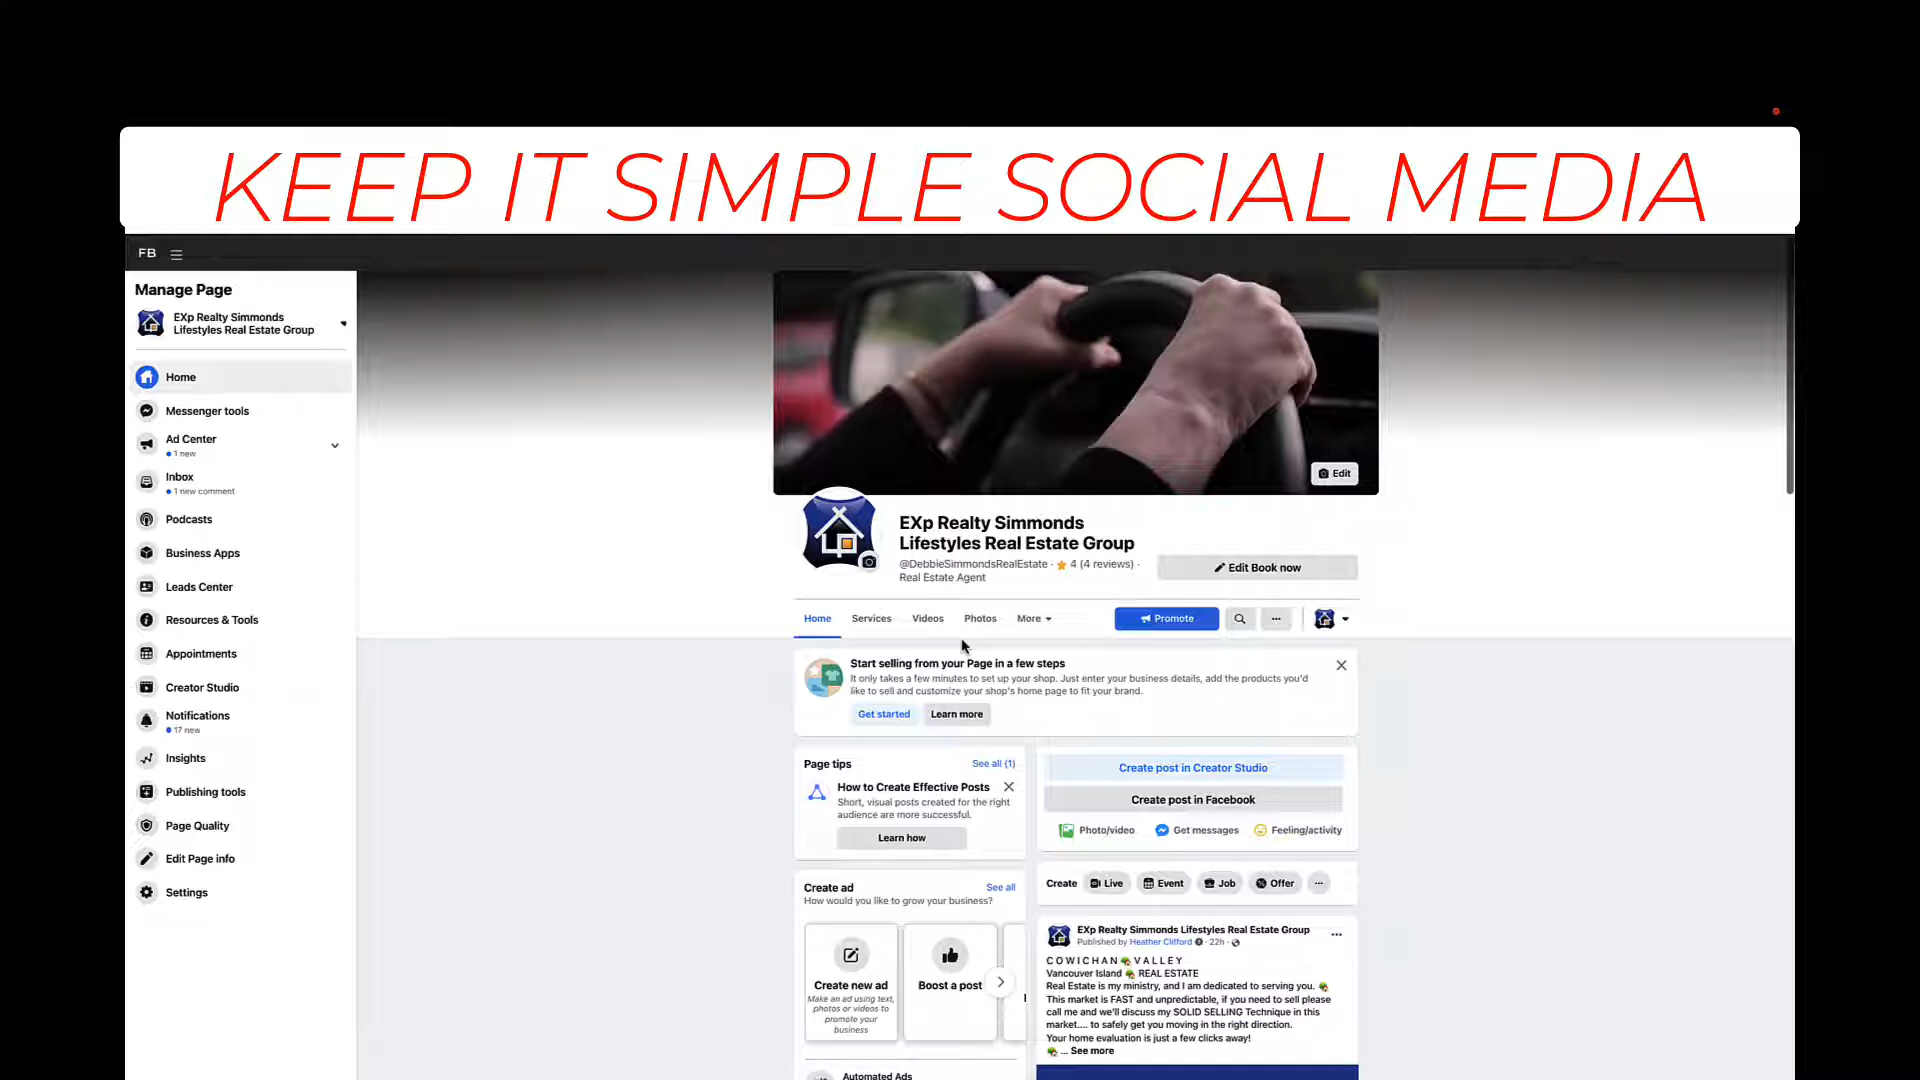 KEEP IT SIMPLE SOCIAL MEDIA
FB
Manage Page
EXp Realty Simmonds
Lifestyles Real Estate Group
Home
Messenger tools
Ad Center
1 new
Inbox
1 new comment
Podcasts
Business Apps
Leads Center
Resources & Tools
Appointments
Creator Studio
Notifications
17 new
Insights
Publishing tools
Page Quality
Edit Page info
Settings
Edit
EXp Realty Simmonds
Lifestyles Real Estate Group
@DebbieSimmondsRealEstate · 4 (4 reviews) ·
Real Estate Agent
Edit Book now
Home Services Videos Photos More
Promote
Start selling from your Page in a few steps
It only takes a few minutes to set up your shop. Just enter your business details, add the products you'd
like to sell and customize your shop's home page to fit your brand.
Get started Learn more
Page tips See all (1)
How to Create Effective Posts
Short, visual posts created for the right
audience are more successful.
Learn how
Create ad See all
How would you like to grow your business?
Create new ad
Make an ad using text,
photos or videos to
promote your
business
Boost a post
Automated Ads
Create post in Creator Studio
Create post in Facebook
Photo/video Get messages Feeling/activity
Create Live Event Job Offer
EXp Realty Simmonds Lifestyles Real Estate Group
Published by Heather Clifford · 22h ·
C O W I C H A N V A L L E Y
Vancouver Island REAL ESTATE
Real Estate is my ministry, and I am dedicated to serving you.
This market is FAST and unpredictable, if you need to sell please
call me and we'll discuss my SOLID SELLING Technique in this
market.... to safely get you moving in the right direction.
Your home evaluation is just a few clicks away!
... See more